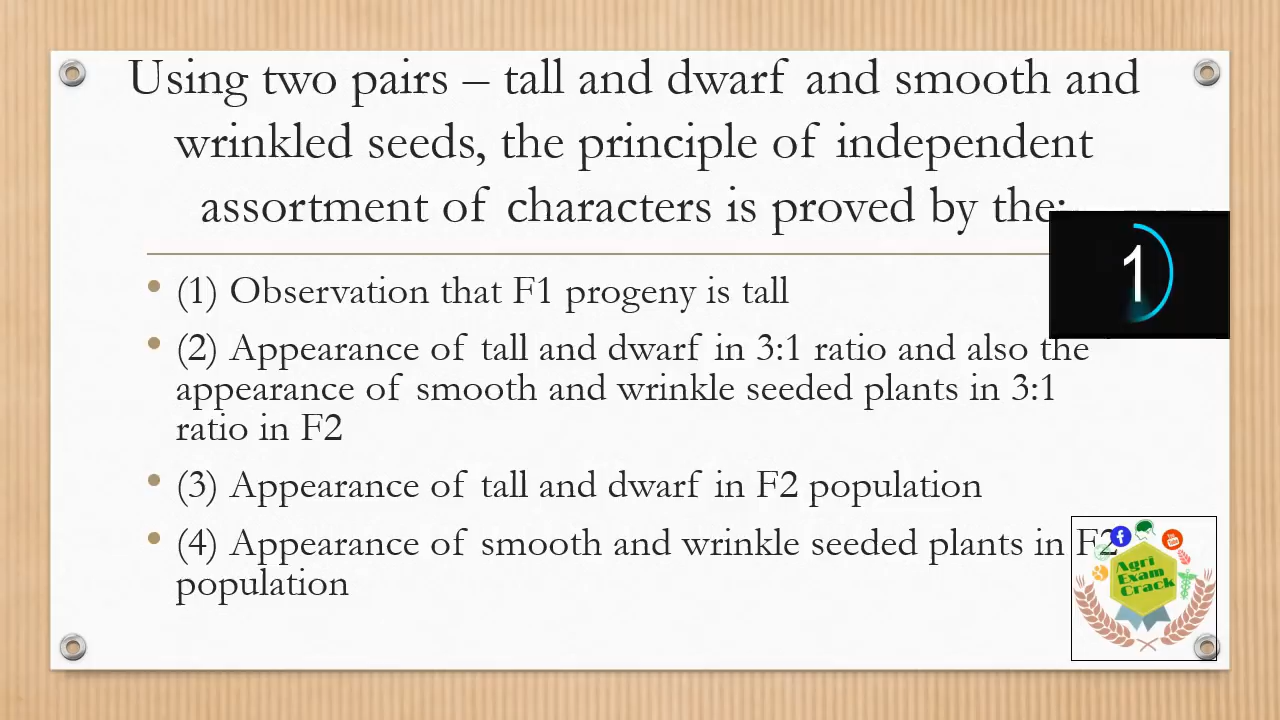 Using two pairs – tall and dwarf and smooth and
wrinkled seeds, the principle of independent
assortment of characters is proved by the:
1
(1) Observation that F1 progeny is tall
(2) Appearance of tall and dwarf in 3:1 ratio and also the
appearance of smooth and wrinkle seeded plants in 3:1
ratio in F2
(3) Appearance of tall and dwarf in F2 population
(4) Appearance of smooth and wrinkle seeded plants in F2
population
Agri
Exam
Crack